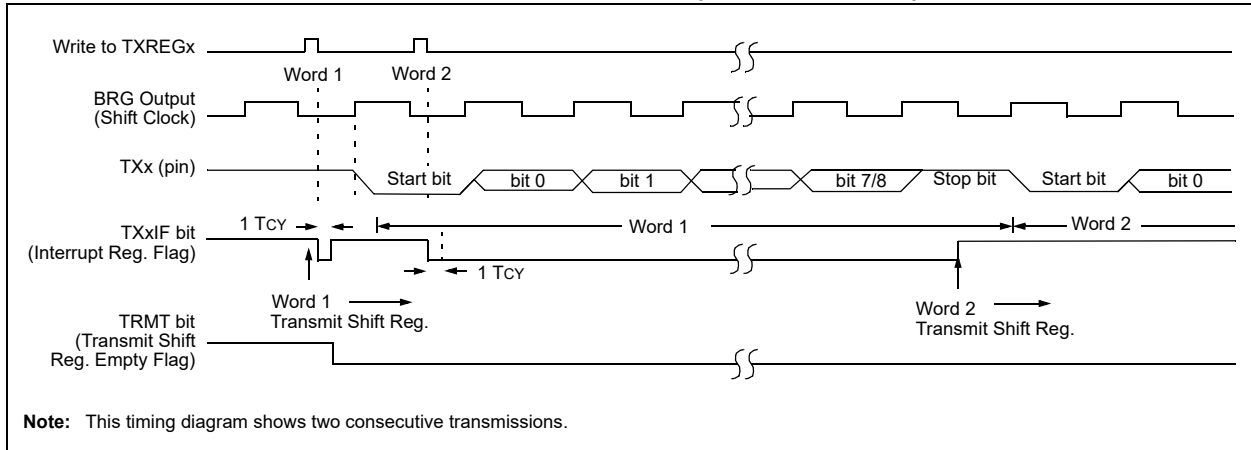 Write to TXREGx
Word 1
Word 2
BRG Output
(Shift Clock)
TXx (pin)
Start bit
bit 0
bit 1
bit 7/8
Stop bit
Start bit
bit 0
1 TCY
Word 1
Word 2
TXxIF bit
(Interrupt Reg. Flag)
1 TCY
Word 1
Transmit Shift Reg.
Word 2
Transmit Shift Reg.
TRMT bit
(Transmit Shift
Reg. Empty Flag)
Note: This timing diagram shows two consecutive transmissions.